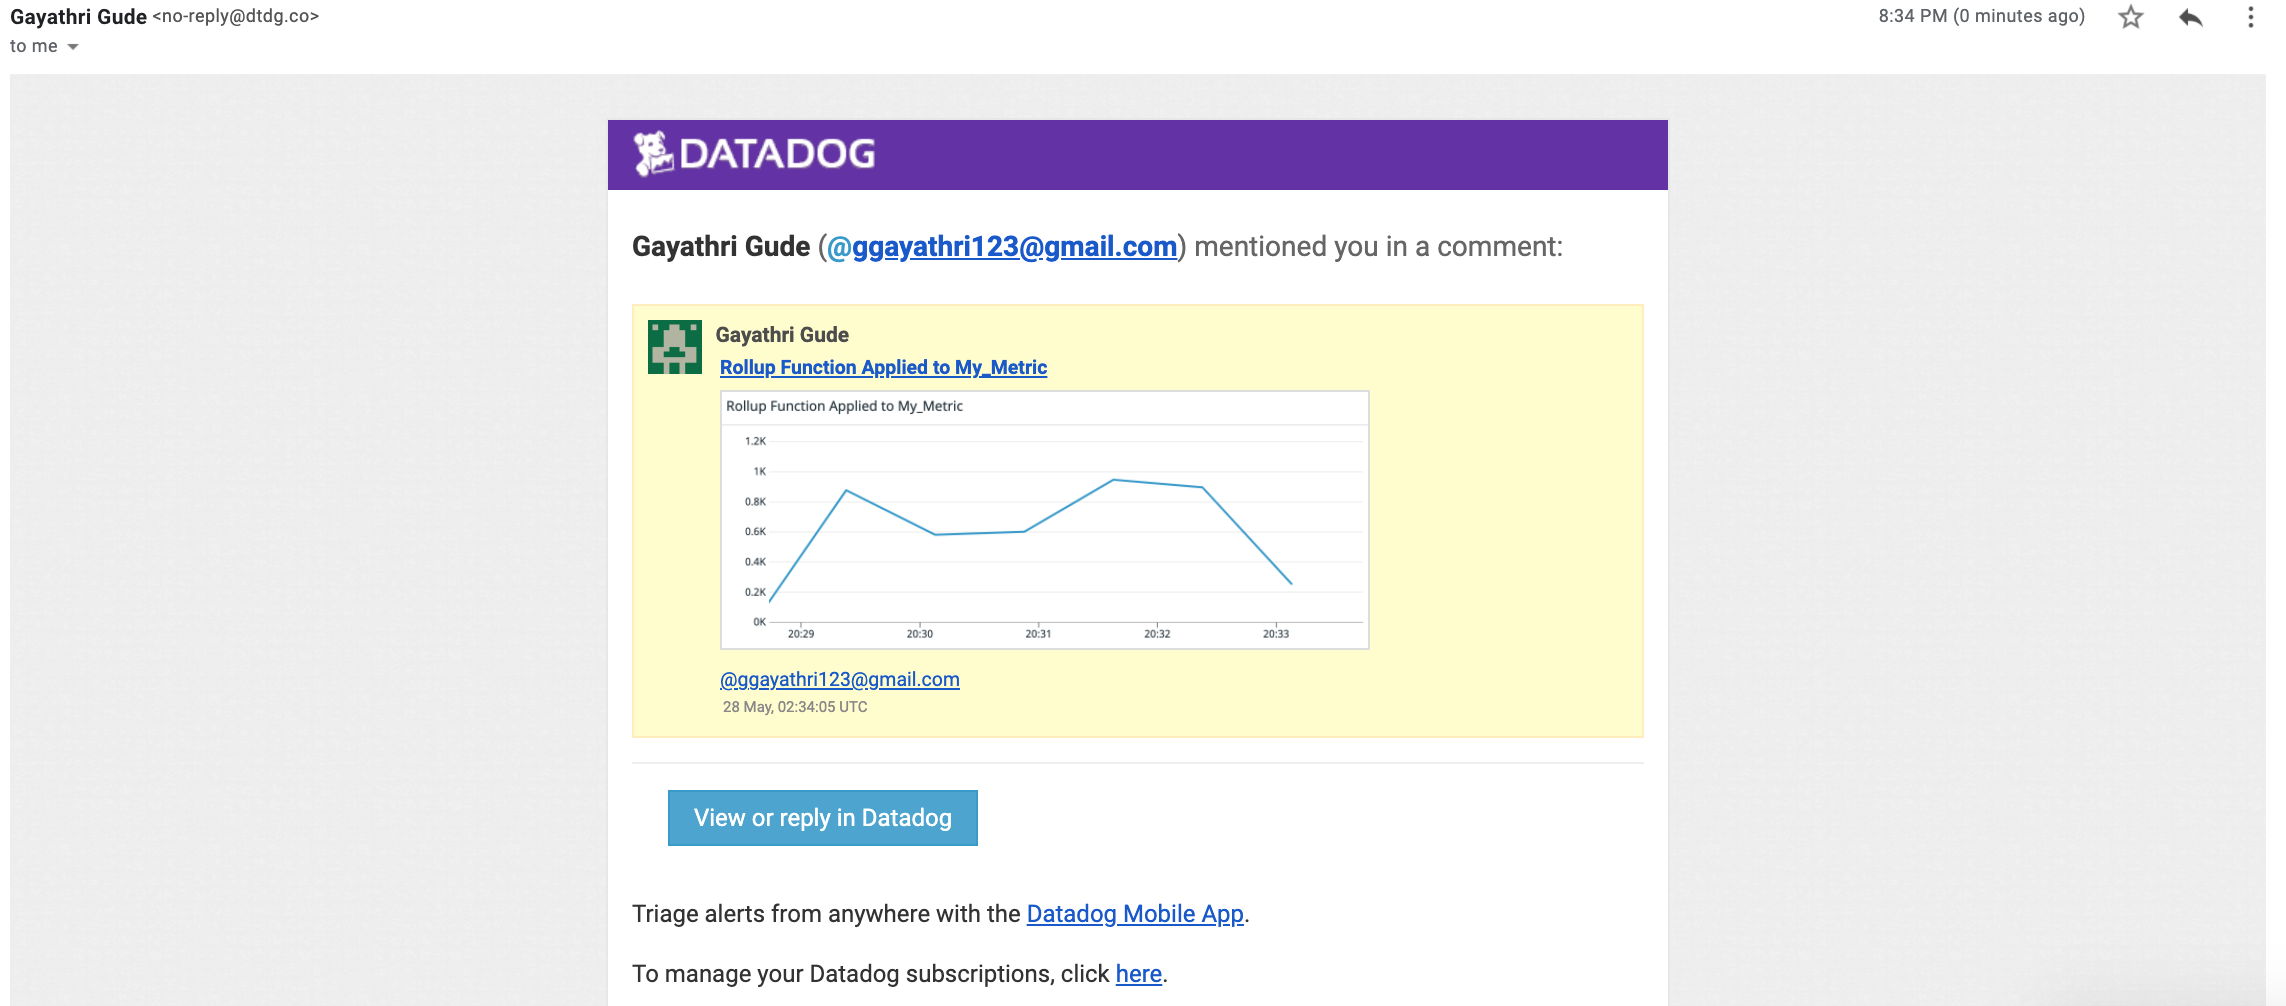 Gayathri Gude <no-reply@dtdg.co>
8:34 PM (0 minutes ago)
to me
DATADOG
Gayathri Gude (@ggayathri123@gmail.com) mentioned you in a comment:
Gayathri Gude
Rollup Function Applied to My_Metric
Rollup Function Applied to My_Metric
1.2K
1K
0.8K
0.6K
0.4K
0.2K
0K
20:29 20:30 20:31 20:32 20:33
@ggayathri123@gmail.com
28 May, 02:34:05 UTC
View or reply in Datadog
Triage alerts from anywhere with the Datadog Mobile App.
To manage your Datadog subscriptions, click here.